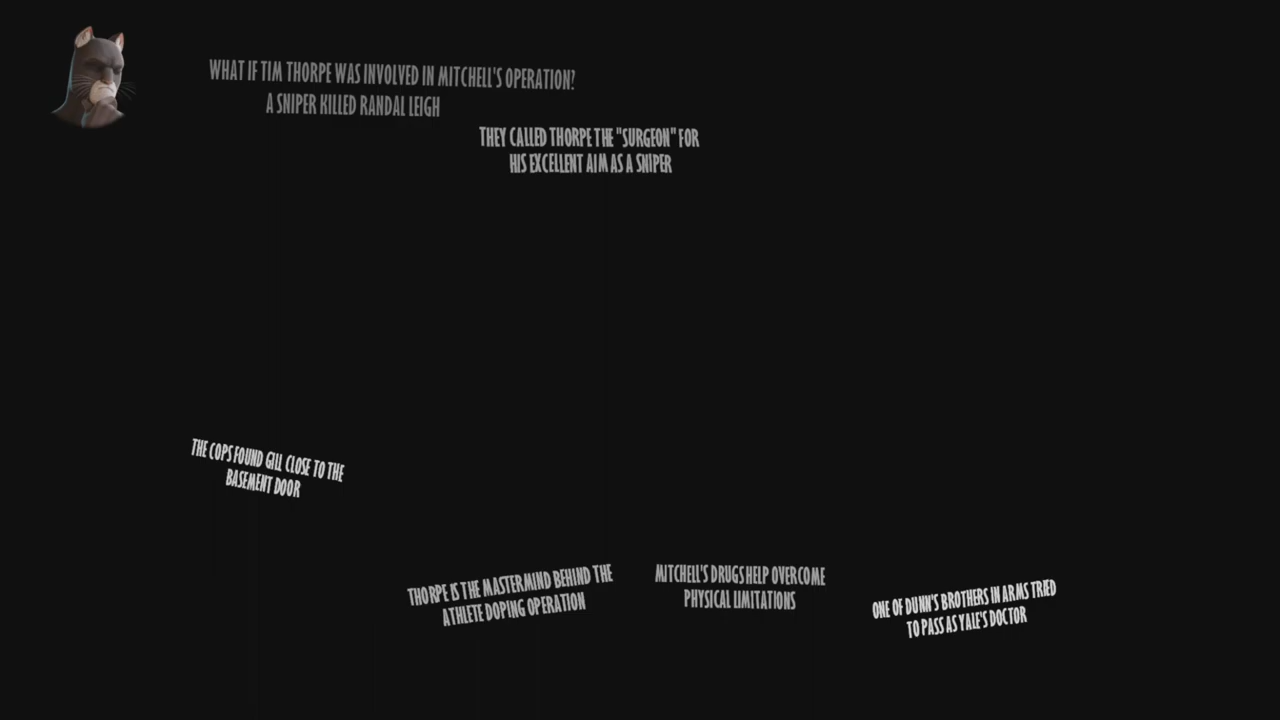 WHAT IF TIM THORPE WAS INVOLVED IN MITCHELL'S OPERATION?
A SNIPER KILLED RANDAL LEIGH
THEY CALLED THORPE THE "SURGEON" FOR
HIS EXCELLENT AIM AS A SNIPER
THE COPS FOUND GILL CLOSE TO THE
BASEMENT DOOR
THORPE IS THE MASTERMIND BEHIND THE
ATHLETE DOPING OPERATION
MITCHELL'S DRUGS HELP OVERCOME
PHYSICAL LIMITATIONS
ONE OF DUNN'S BROTHERS IN ARMS TRIED
TO PASS AS YALE'S DOCTOR